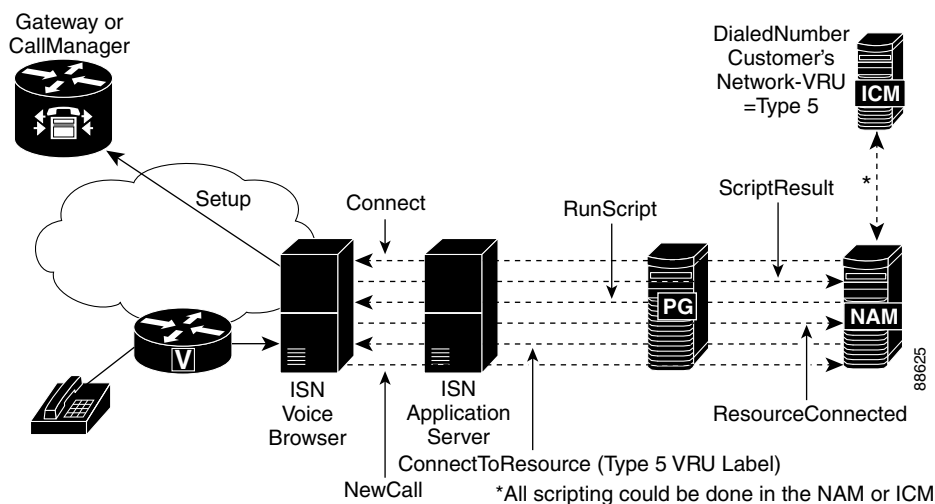 Gateway or
CallManager
DialedNumber
Customer's
Network-VRU
=Type 5
ICM
Setup
Connect
RunScript
ScriptResult
*
PG
NAM
V
ISN
Voice
Browser
ISN
Application
Server
ResourceConnected
88625
ConnectToResource (Type 5 VRU Label)
NewCall
*All scripting could be done in the NAM or ICM